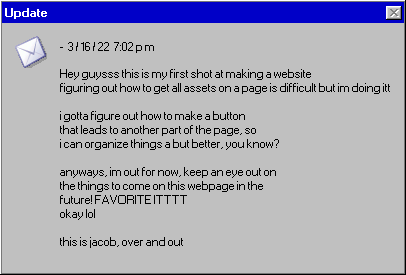 Update
- 3/16/22 7:02 pm
Hey guysss this is my first shot at making a website
figuring out how to get all assets on a page is difficult but im doing itt
i gotta figure out how to make a button
that leads to another part of the page, so
i can organize things a but better, you know?
anyways, im out for now, keep an eye out on
the things to come on this webpage in the
future! FAVORITE ITTTT
okay lol
this is jacob, over and out